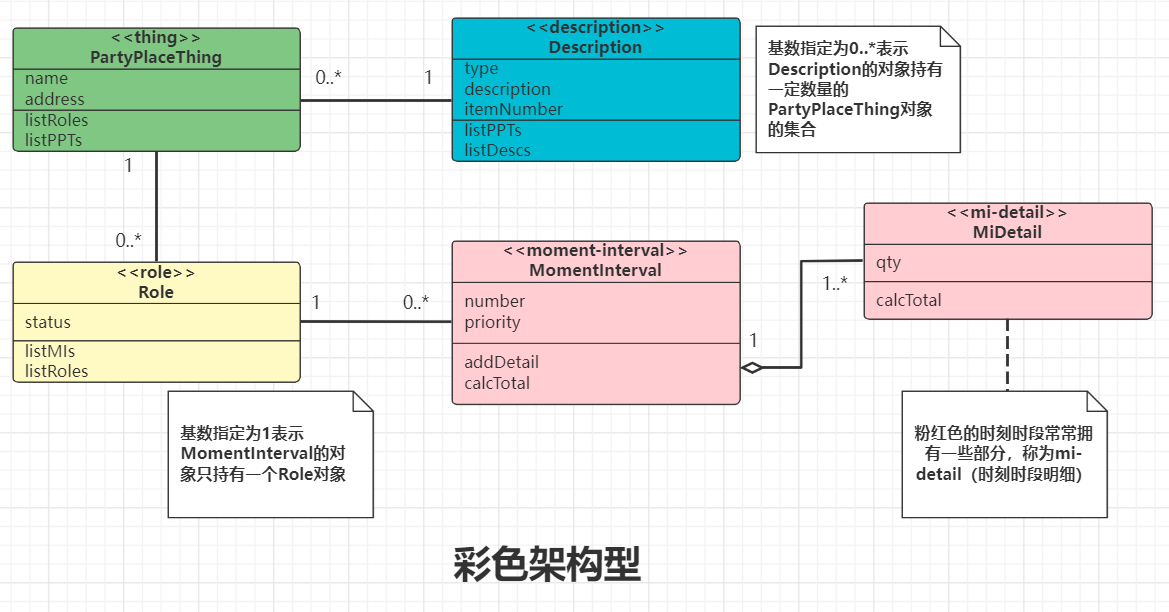 <<thing>>
PartyPlaceThing
name
address
listRoles
listPPTs
0..*
1
<<description>>
Description
type
description
itemNumber
listPPTs
listDescs
基数指定为0..*表示
Description的对象持有
一定数量的
PartyPlaceThing对象
的集合
1
0..*
<<role>>
Role
status
listMIs
listRoles
1
0..*
<<moment-interval>>
MomentInterval
number
priority
addDetail
calcTotal
1
1..*
<<mi-detail>>
MiDetail
qty
calcTotal
基数指定为1表示
MomentInterval的对
象只持有一个Role对象
粉红色的时刻时段常常拥
有一些部分，称为mi-
detail（时刻时段明细）
彩色架构型